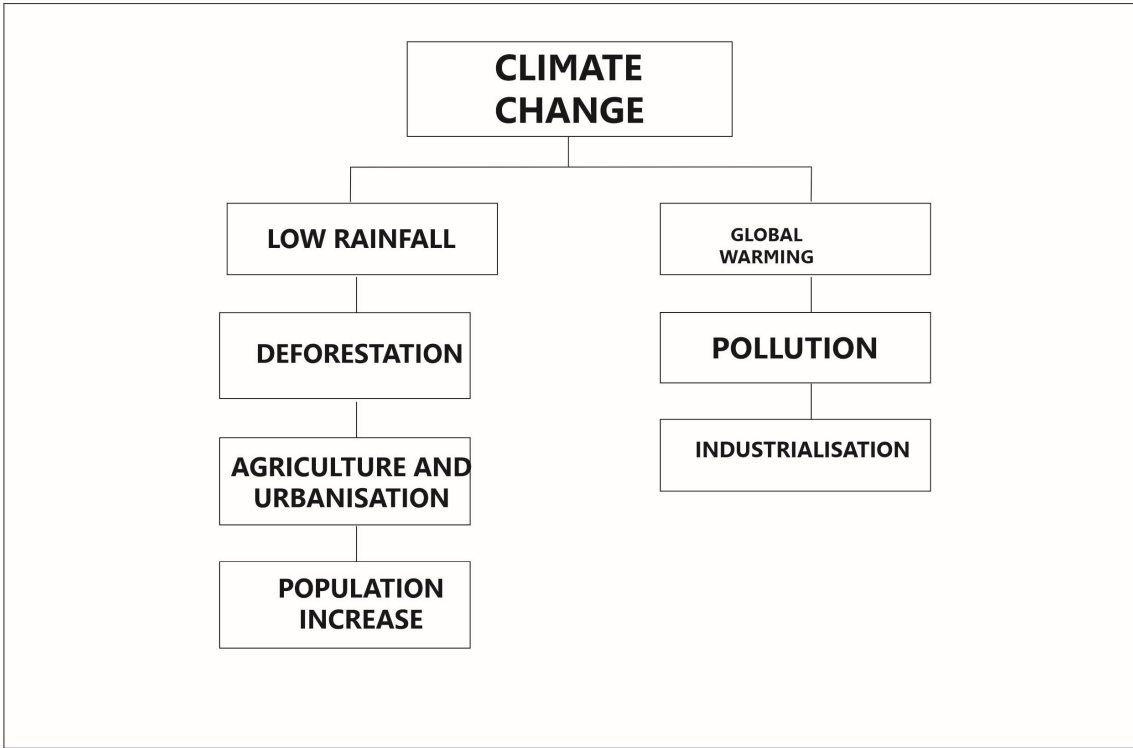 CLIMATE
CHANGE
LOW RAINFALL
DEFORESTATION
AGRICULTURE AND
URBANISATION
POPULATION
INCREASE
GLOBAL
WARMING
POLLUTION
INDUSTRIALISATION